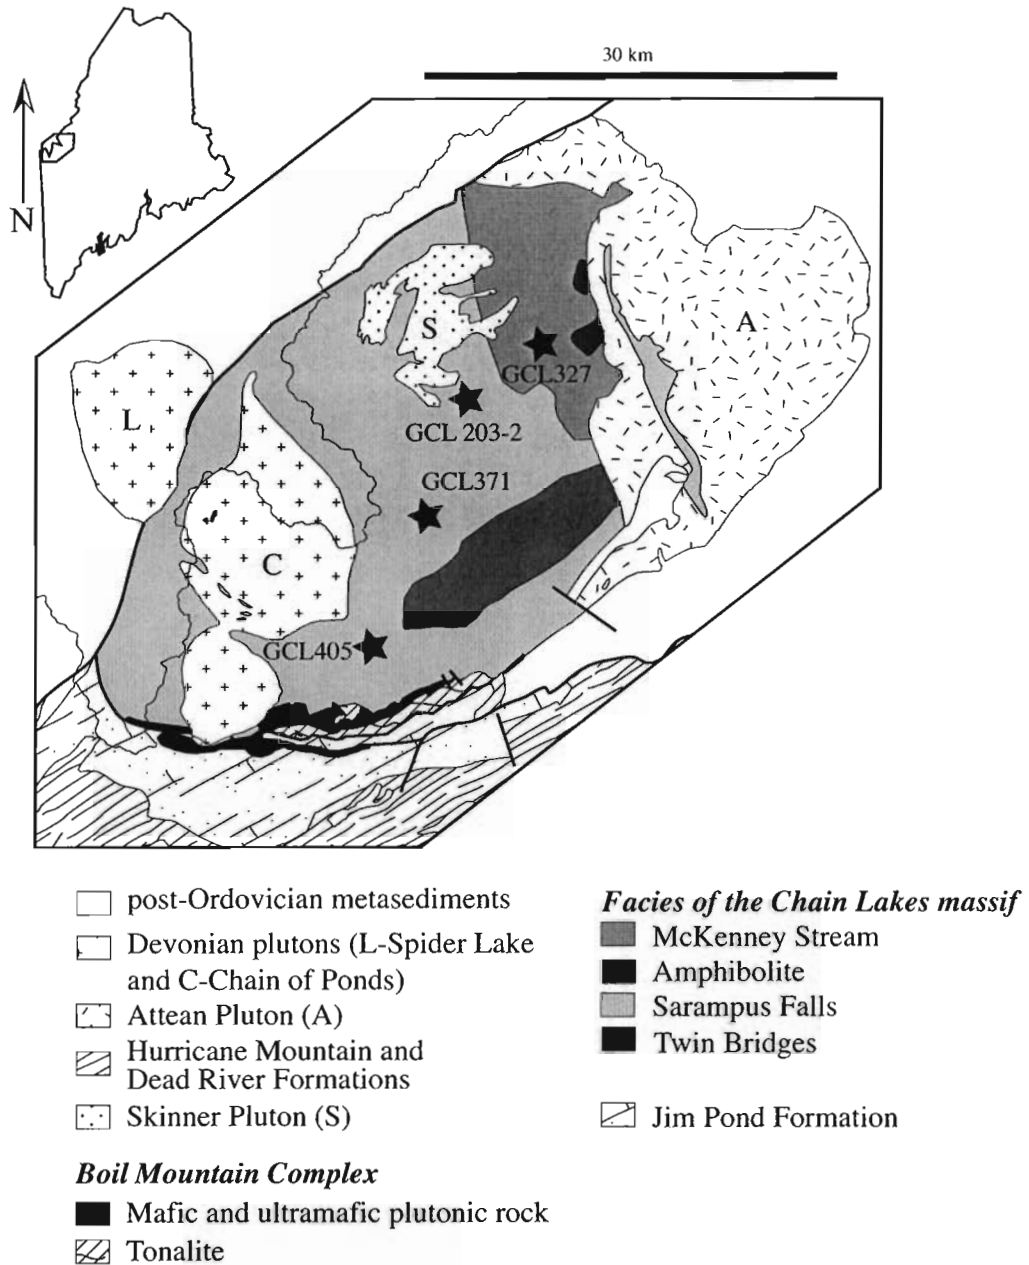 30 km
N
A
S
GCL327
L
GCL 203-2
GCL371
C
GCL405
post-Ordovician metasediments
Devonian plutons (L-Spider Lake
and C-Chain of Ponds)
Attean Pluton (A)
Hurricane Mountain and
Dead River Formations
Skinner Pluton (S)
Boil Mountain Complex
Mafic and ultramafic plutonic rock
Tonalite
Facies of the Chain Lakes massif
McKenney Stream
Amphibolite
Sarampus Falls
Twin Bridges
Jim Pond Formation